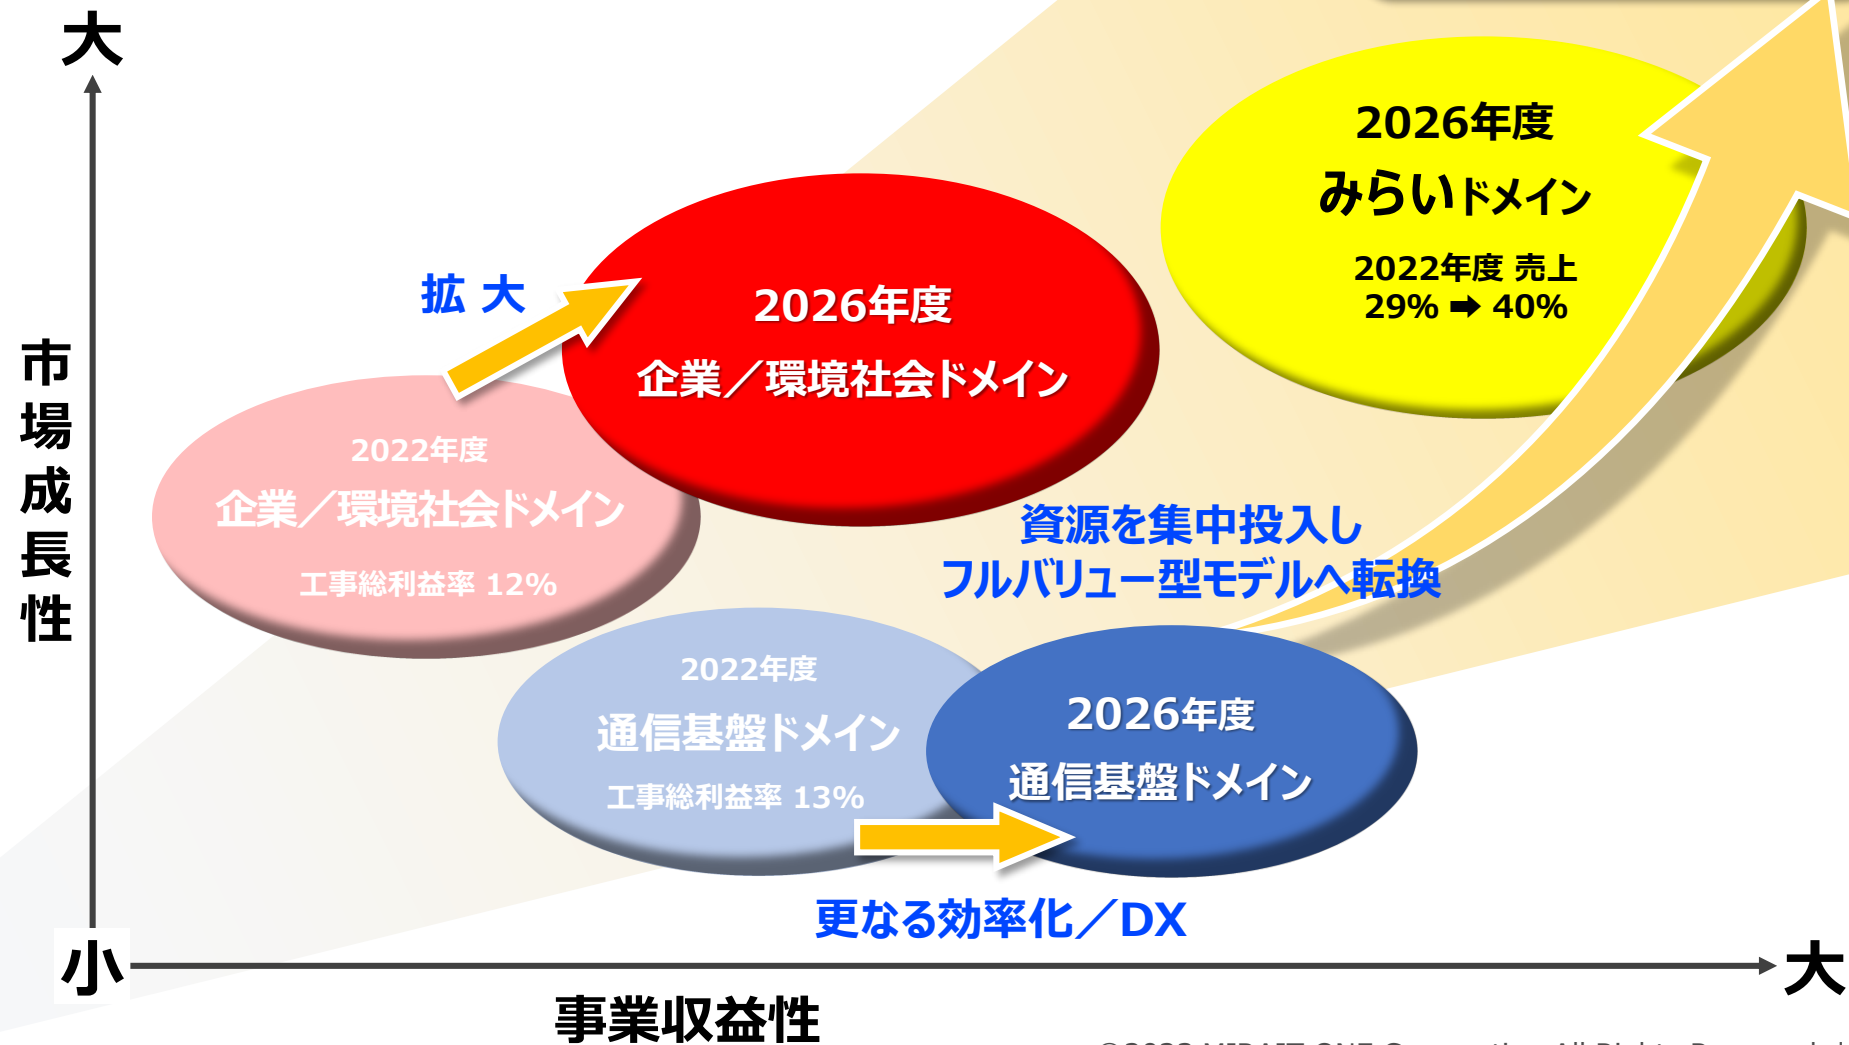 大
2026年度
みらいドメイン
2022年度 売上
29% ➡ 40%
拡 大
2026年度
企業／環境社会ドメイン
市場成長性
2022年度
企業／環境社会ドメイン
工事総利益率 12%
資源を集中投入し
フルバリュー型モデルへ転換
2022年度
通信基盤ドメイン
工事総利益率 13%
2026年度
通信基盤ドメイン
更なる効率化／DX
小
大
事業収益性